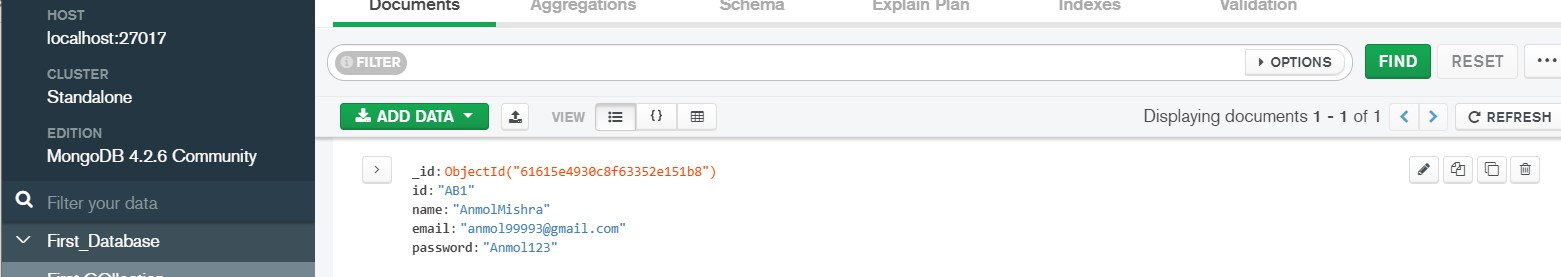 HOST
localhost:27017
CLUSTER
Standalone
EDITION
MongoDB 4.2.6 Community
Filter your data
First_Database
First COllection
Documents Aggregations Schema Explain Plan Indexes Validation
FILTER OPTIONS FIND RESET
ADD DATA VIEW {} Displaying documents 1 - 1 of 1 REFRESH
_id: ObjectId("61615e4930c8f63352e151b8")
id: "AB1"
name: "AnmolMishra"
email: "anmol99993@gmail.com"
password: "Anmol123"